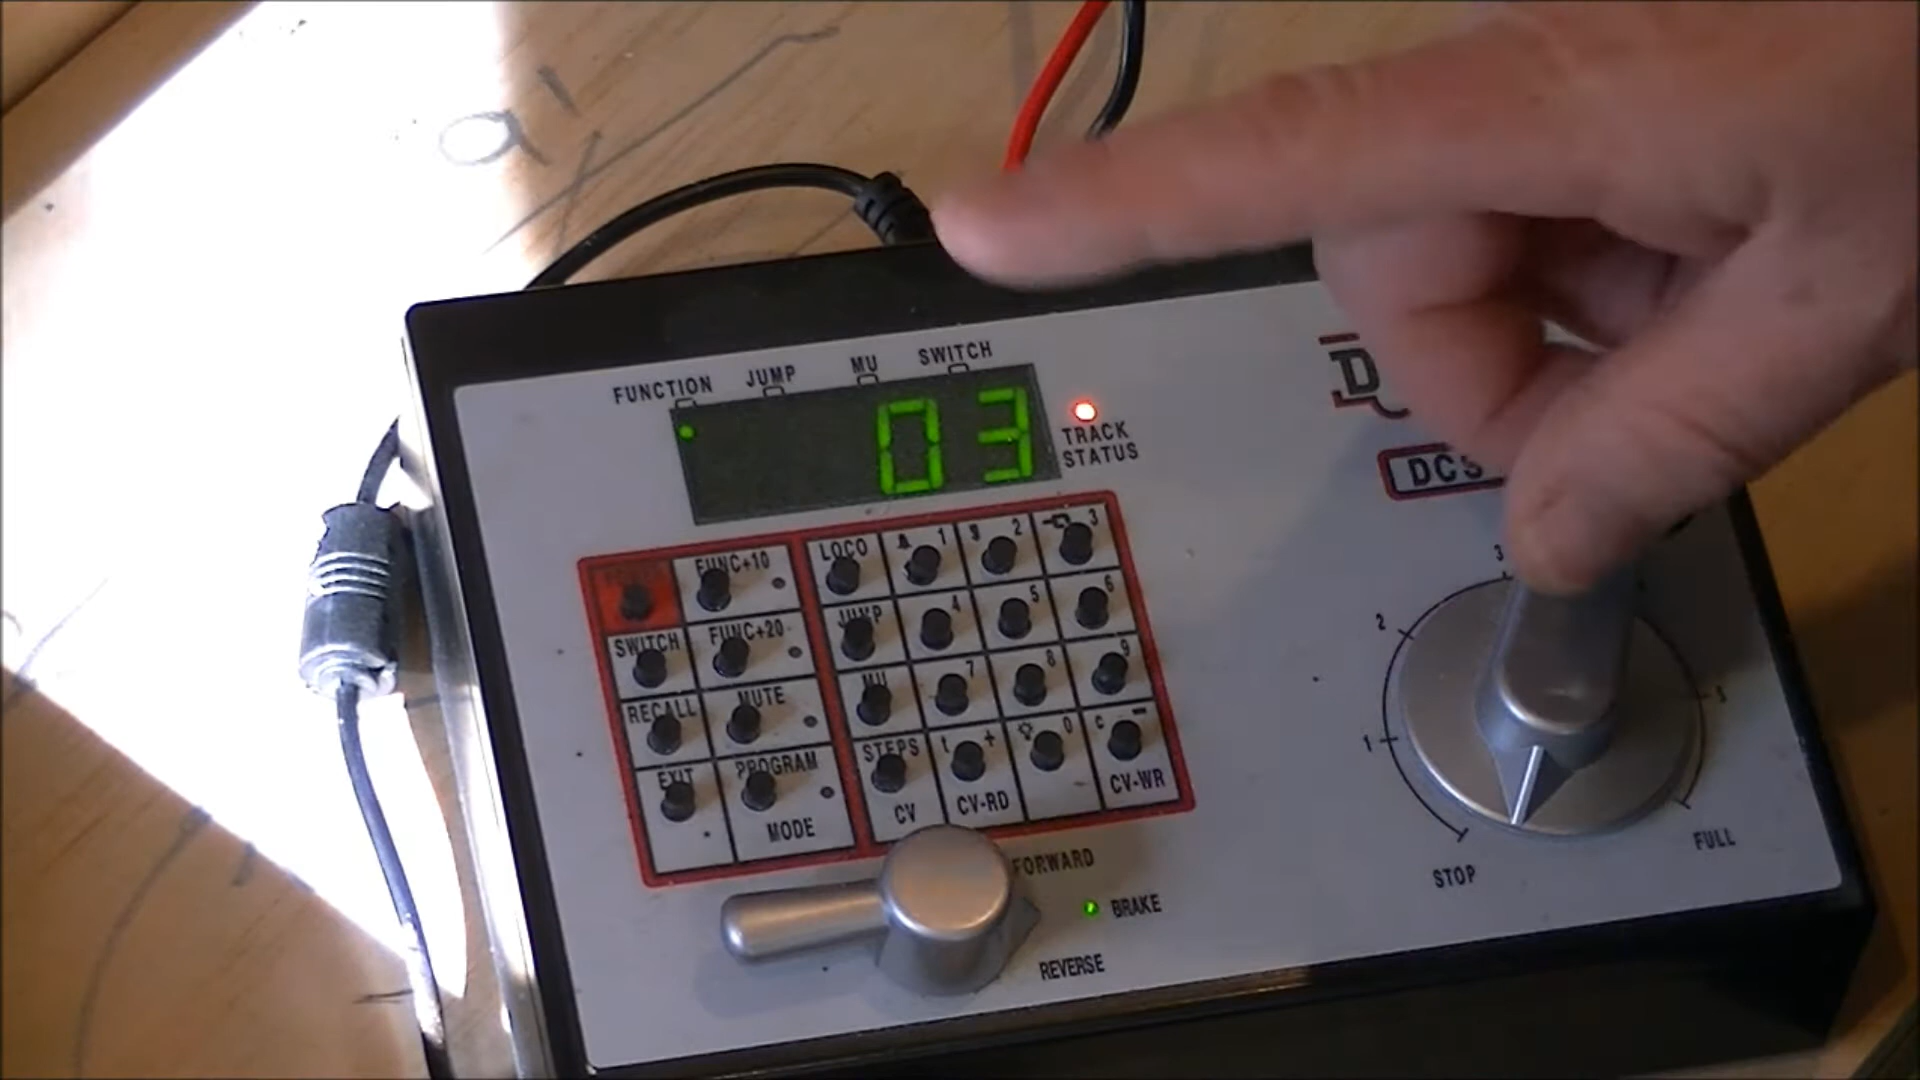 FUNCTION JUMP MU SWITCH
03
TRACK
STATUS
D
DCS
FUNC+10
LOCO 1 2 3
SWITCH FUNC+20
JUMP 4 5 6
RECALL MUTE
MU 7 8 9
EXIT PROGRAM
MODE
STEPS t + 0 c -
CV CV-RD CV-WR
FORWARD
BRAKE
REVERSE
STOP 1 2 3 5 FULL